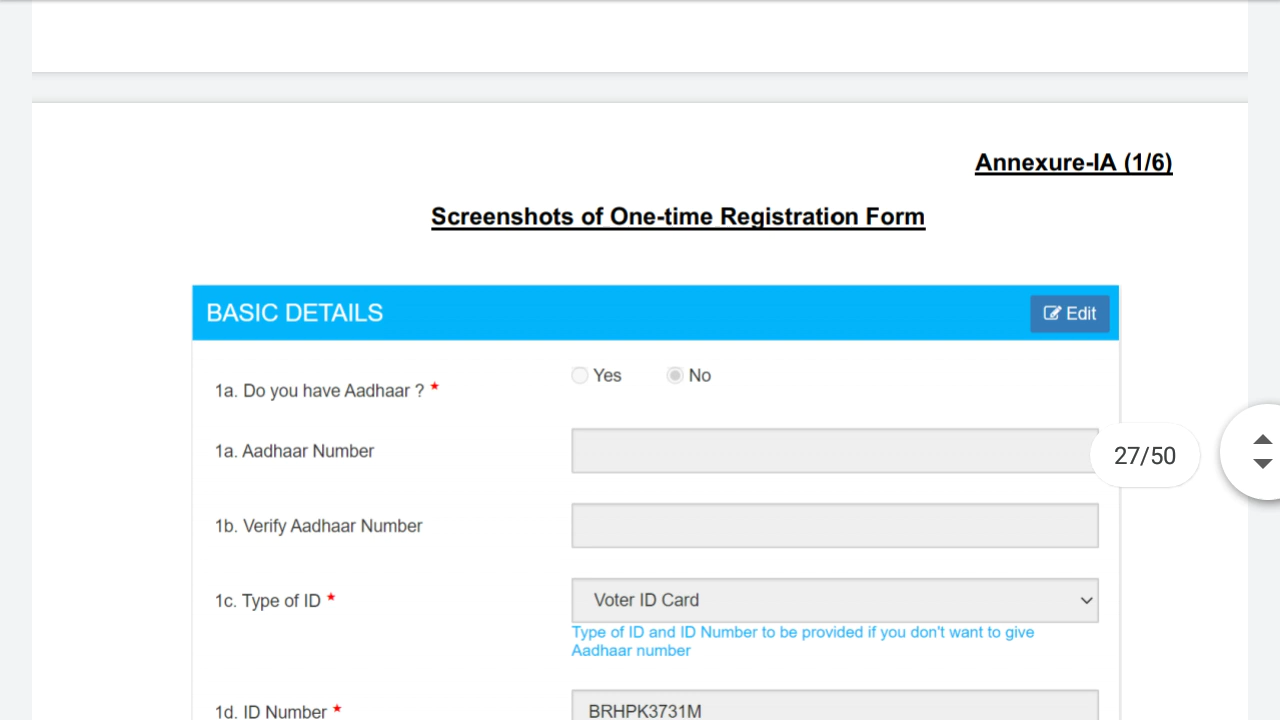 Annexure-IA (1/6)
Screenshots of One-time Registration Form
BASIC DETAILS
Edit
1a. Do you have Aadhaar ? *
Yes
No
1a. Aadhaar Number
27/50
1b. Verify Aadhaar Number
1c. Type of ID *
Voter ID Card
Type of ID and ID Number to be provided if you don't want to give
Aadhaar number
1d. ID Number *
BRHPK3731M